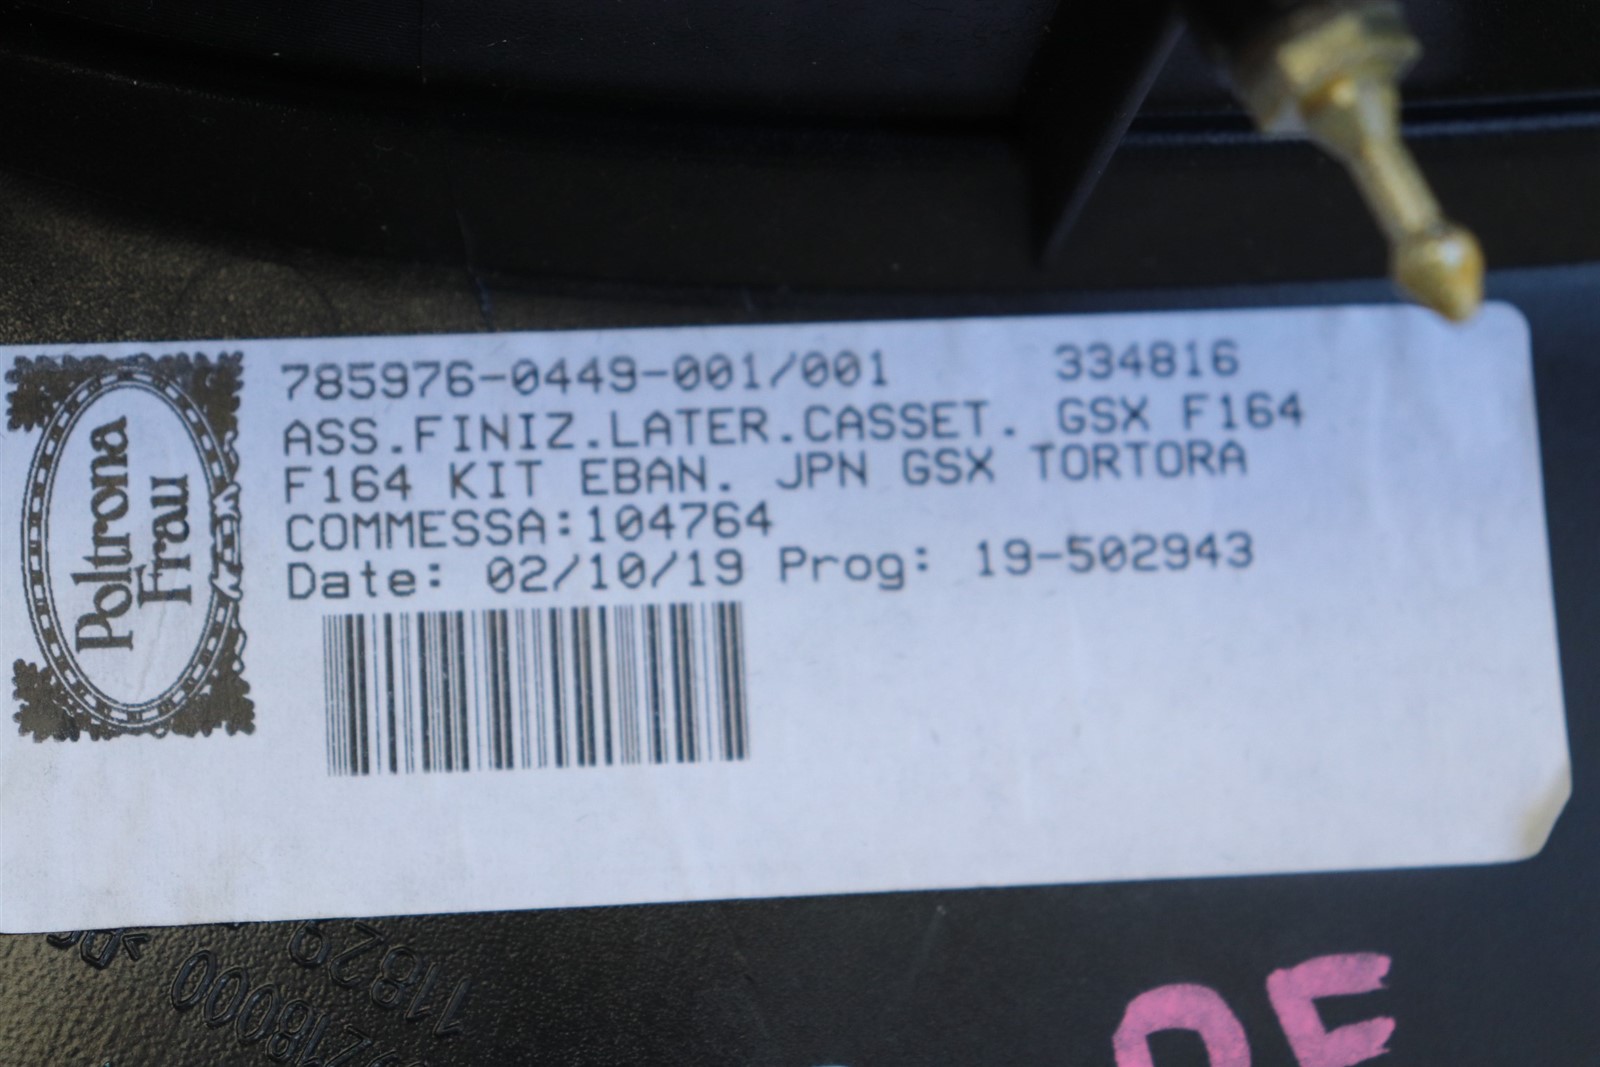 785976-0449-001/001 334816
ASS.FINIZ.LATER.CASSET. GSX F164
F164 KIT EBAN. JPN GSX TORTORA
COMMESSA:104764
Date: 02/10/19 Prog: 19-502943
Poltrona
Frau
11829